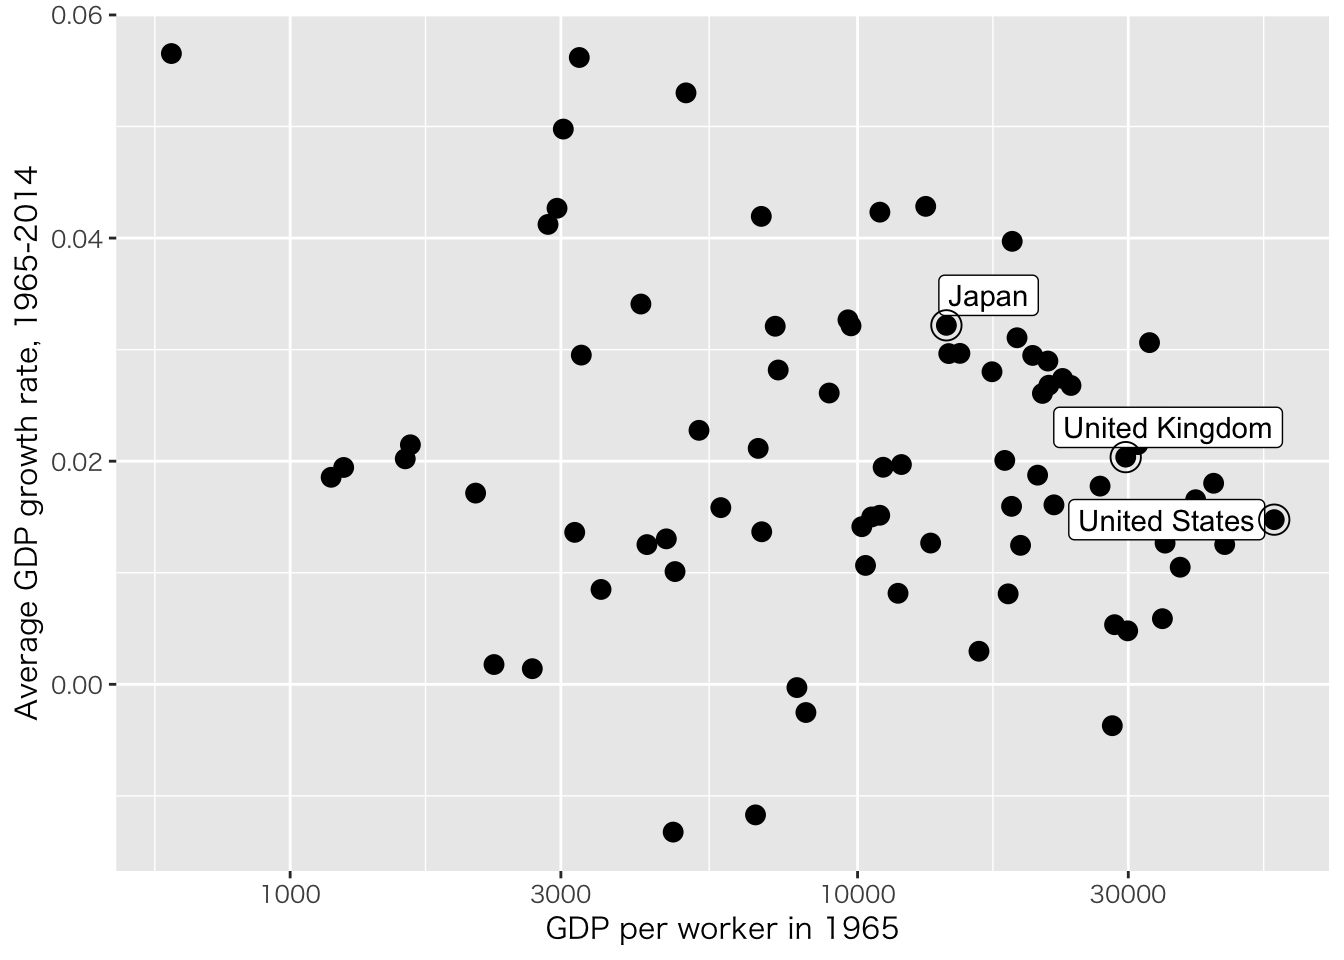 Average GDP growth rate, 1965-2014
0.06
0.04
0.02
0.00
Japan
United Kingdom
United States
1000
3000
10000
30000
GDP per worker in 1965